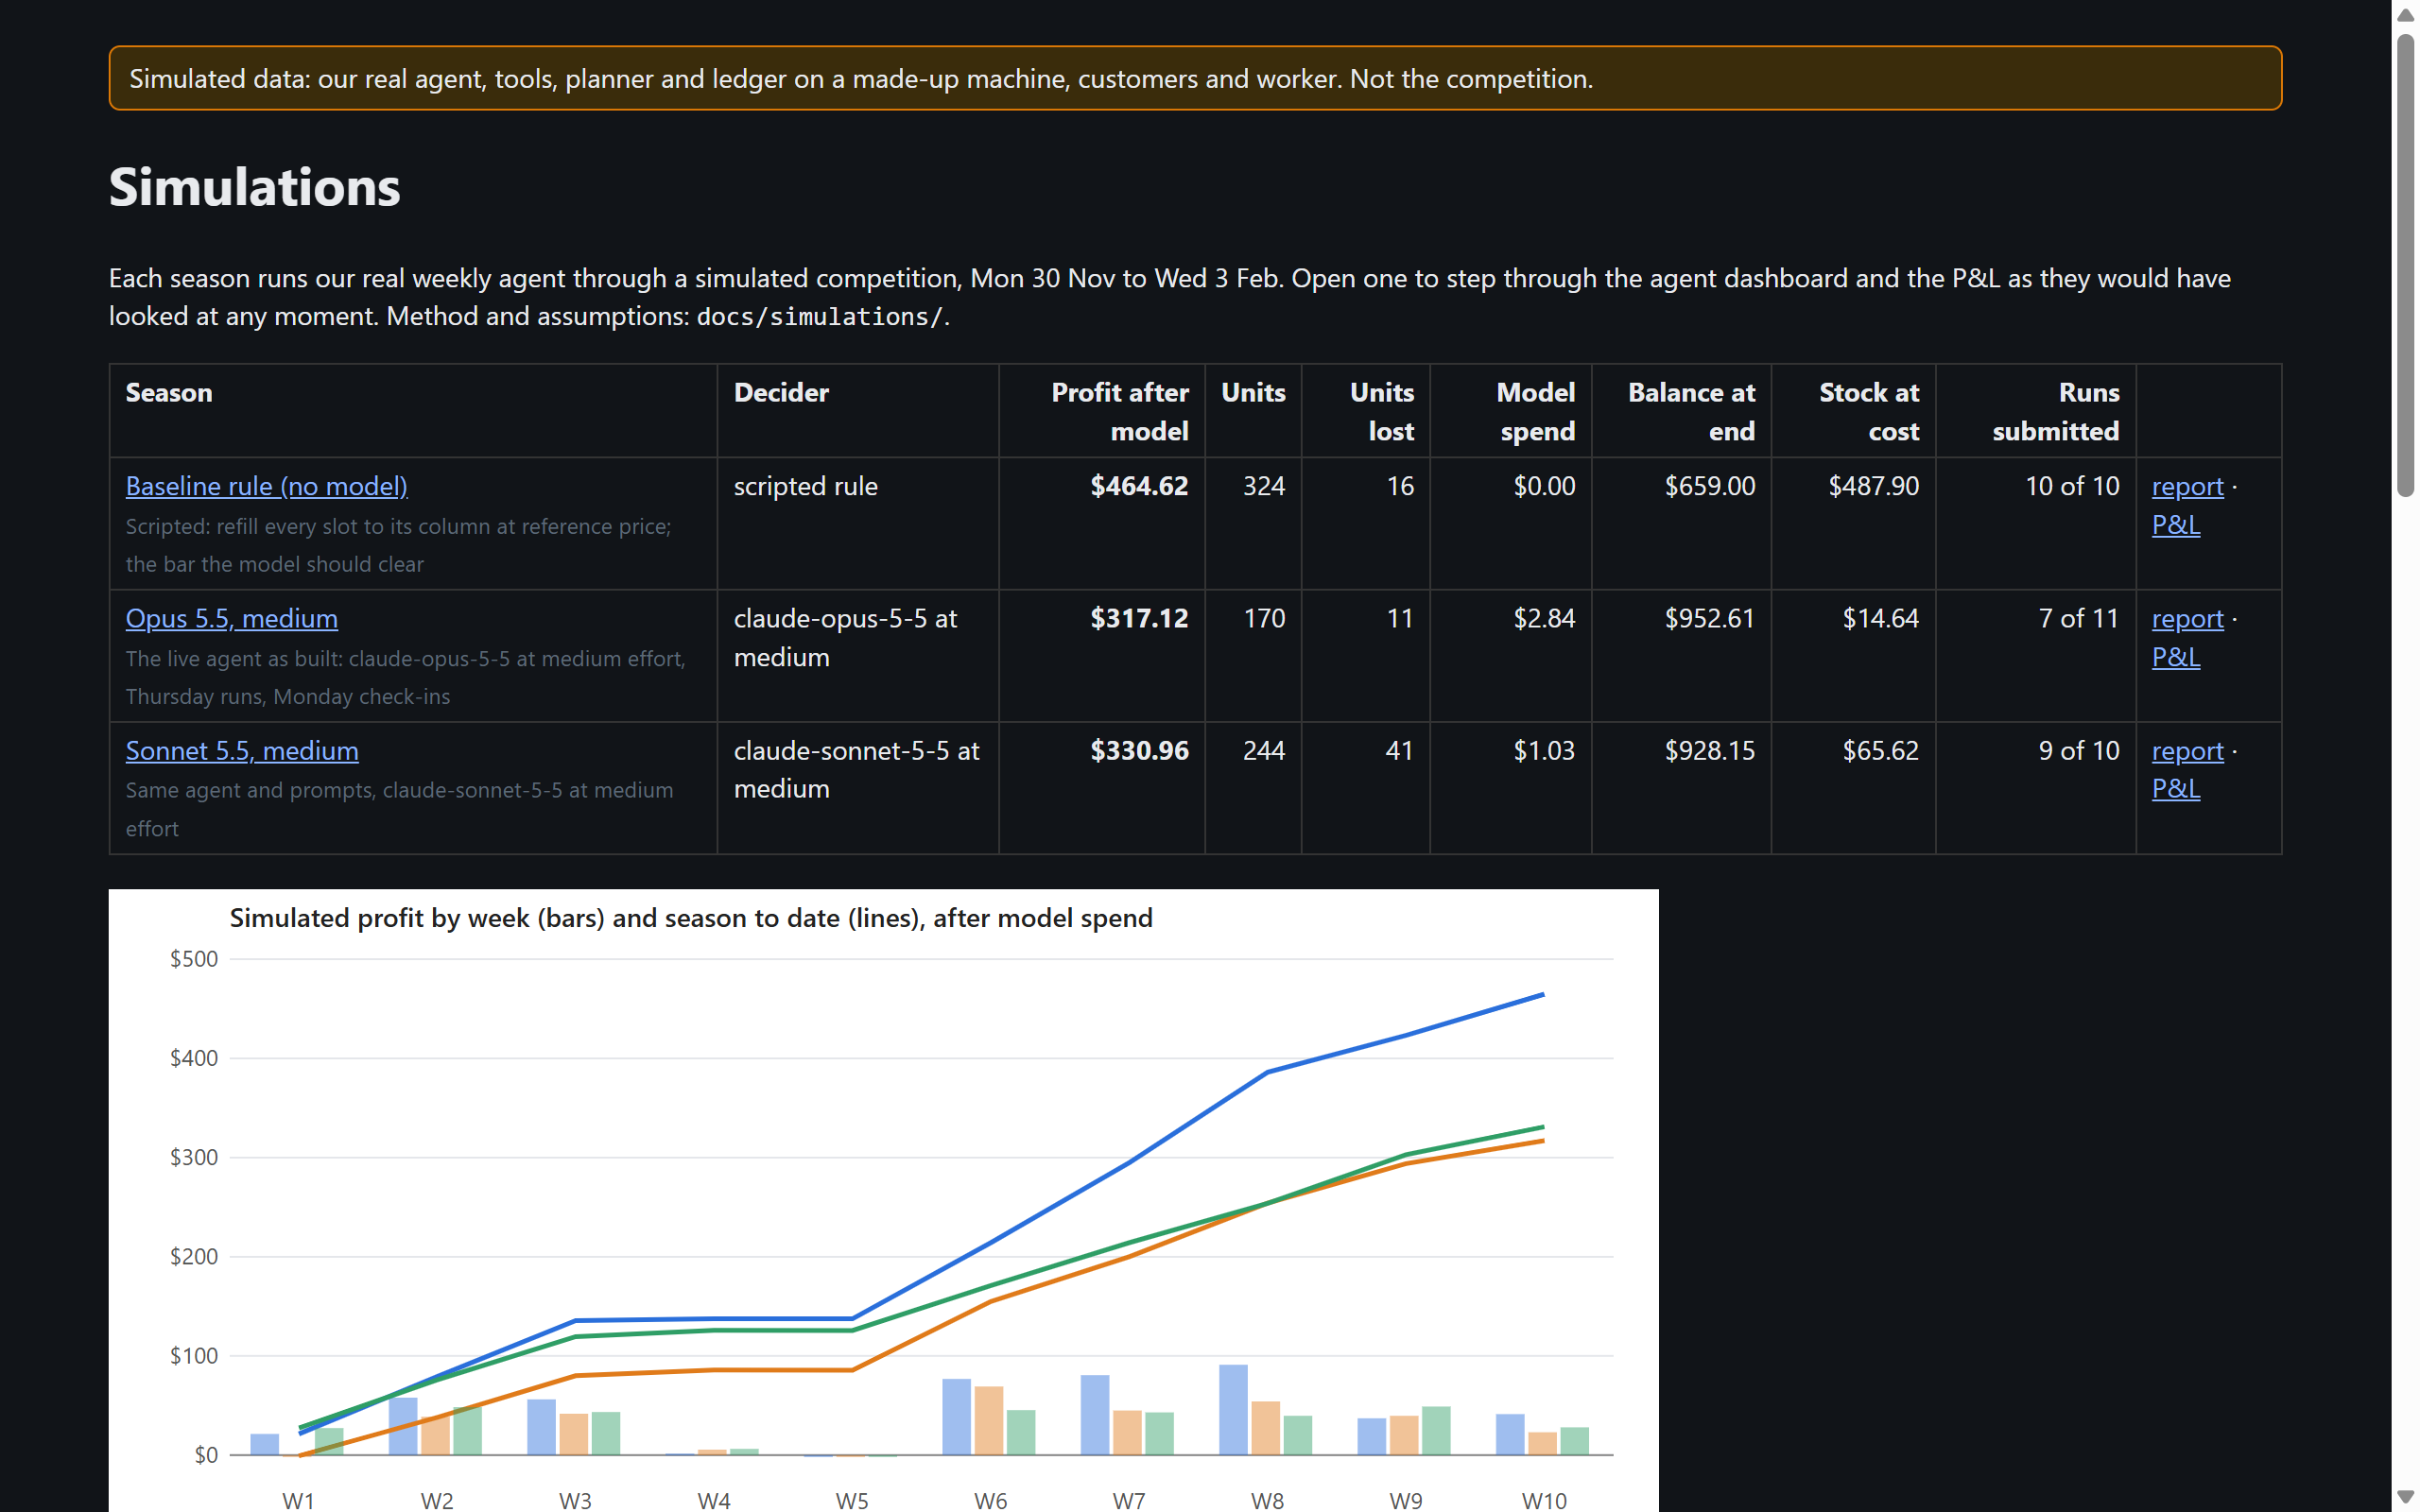 Simulated data: our real agent, tools, planner and ledger on a made-up machine, customers and worker. Not the competition.
Simulations
Each season runs our real weekly agent through a simulated competition, Mon 30 Nov to Wed 3 Feb. Open one to step through the agent dashboard and the P&L as they would have
looked at any moment. Method and assumptions: docs/simulations/.
Season Decider Profit after model Units Units lost Model spend Balance at end Stock at cost Runs submitted
Baseline rule (no model) scripted rule $464.62 324 16 $0.00 $659.00 $487.90 10 of 10 report · P&L
Scripted: refill every slot to its column at reference price;
the bar the model should clear
Opus 5.5, medium claude-opus-5-5 at medium $317.12 170 11 $2.84 $952.61 $14.64 7 of 11 report · P&L
The live agent as built: claude-opus-5-5 at medium effort,
Thursday runs, Monday check-ins
Sonnet 5.5, medium claude-sonnet-5-5 at medium $330.96 244 41 $1.03 $928.15 $65.62 9 of 10 report · P&L
Same agent and prompts, claude-sonnet-5-5 at medium
effort
Simulated profit by week (bars) and season to date (lines), after model spend
$500
$400
$300
$200
$100
$0
W1 W2 W3 W4 W5 W6 W7 W8 W9 W10